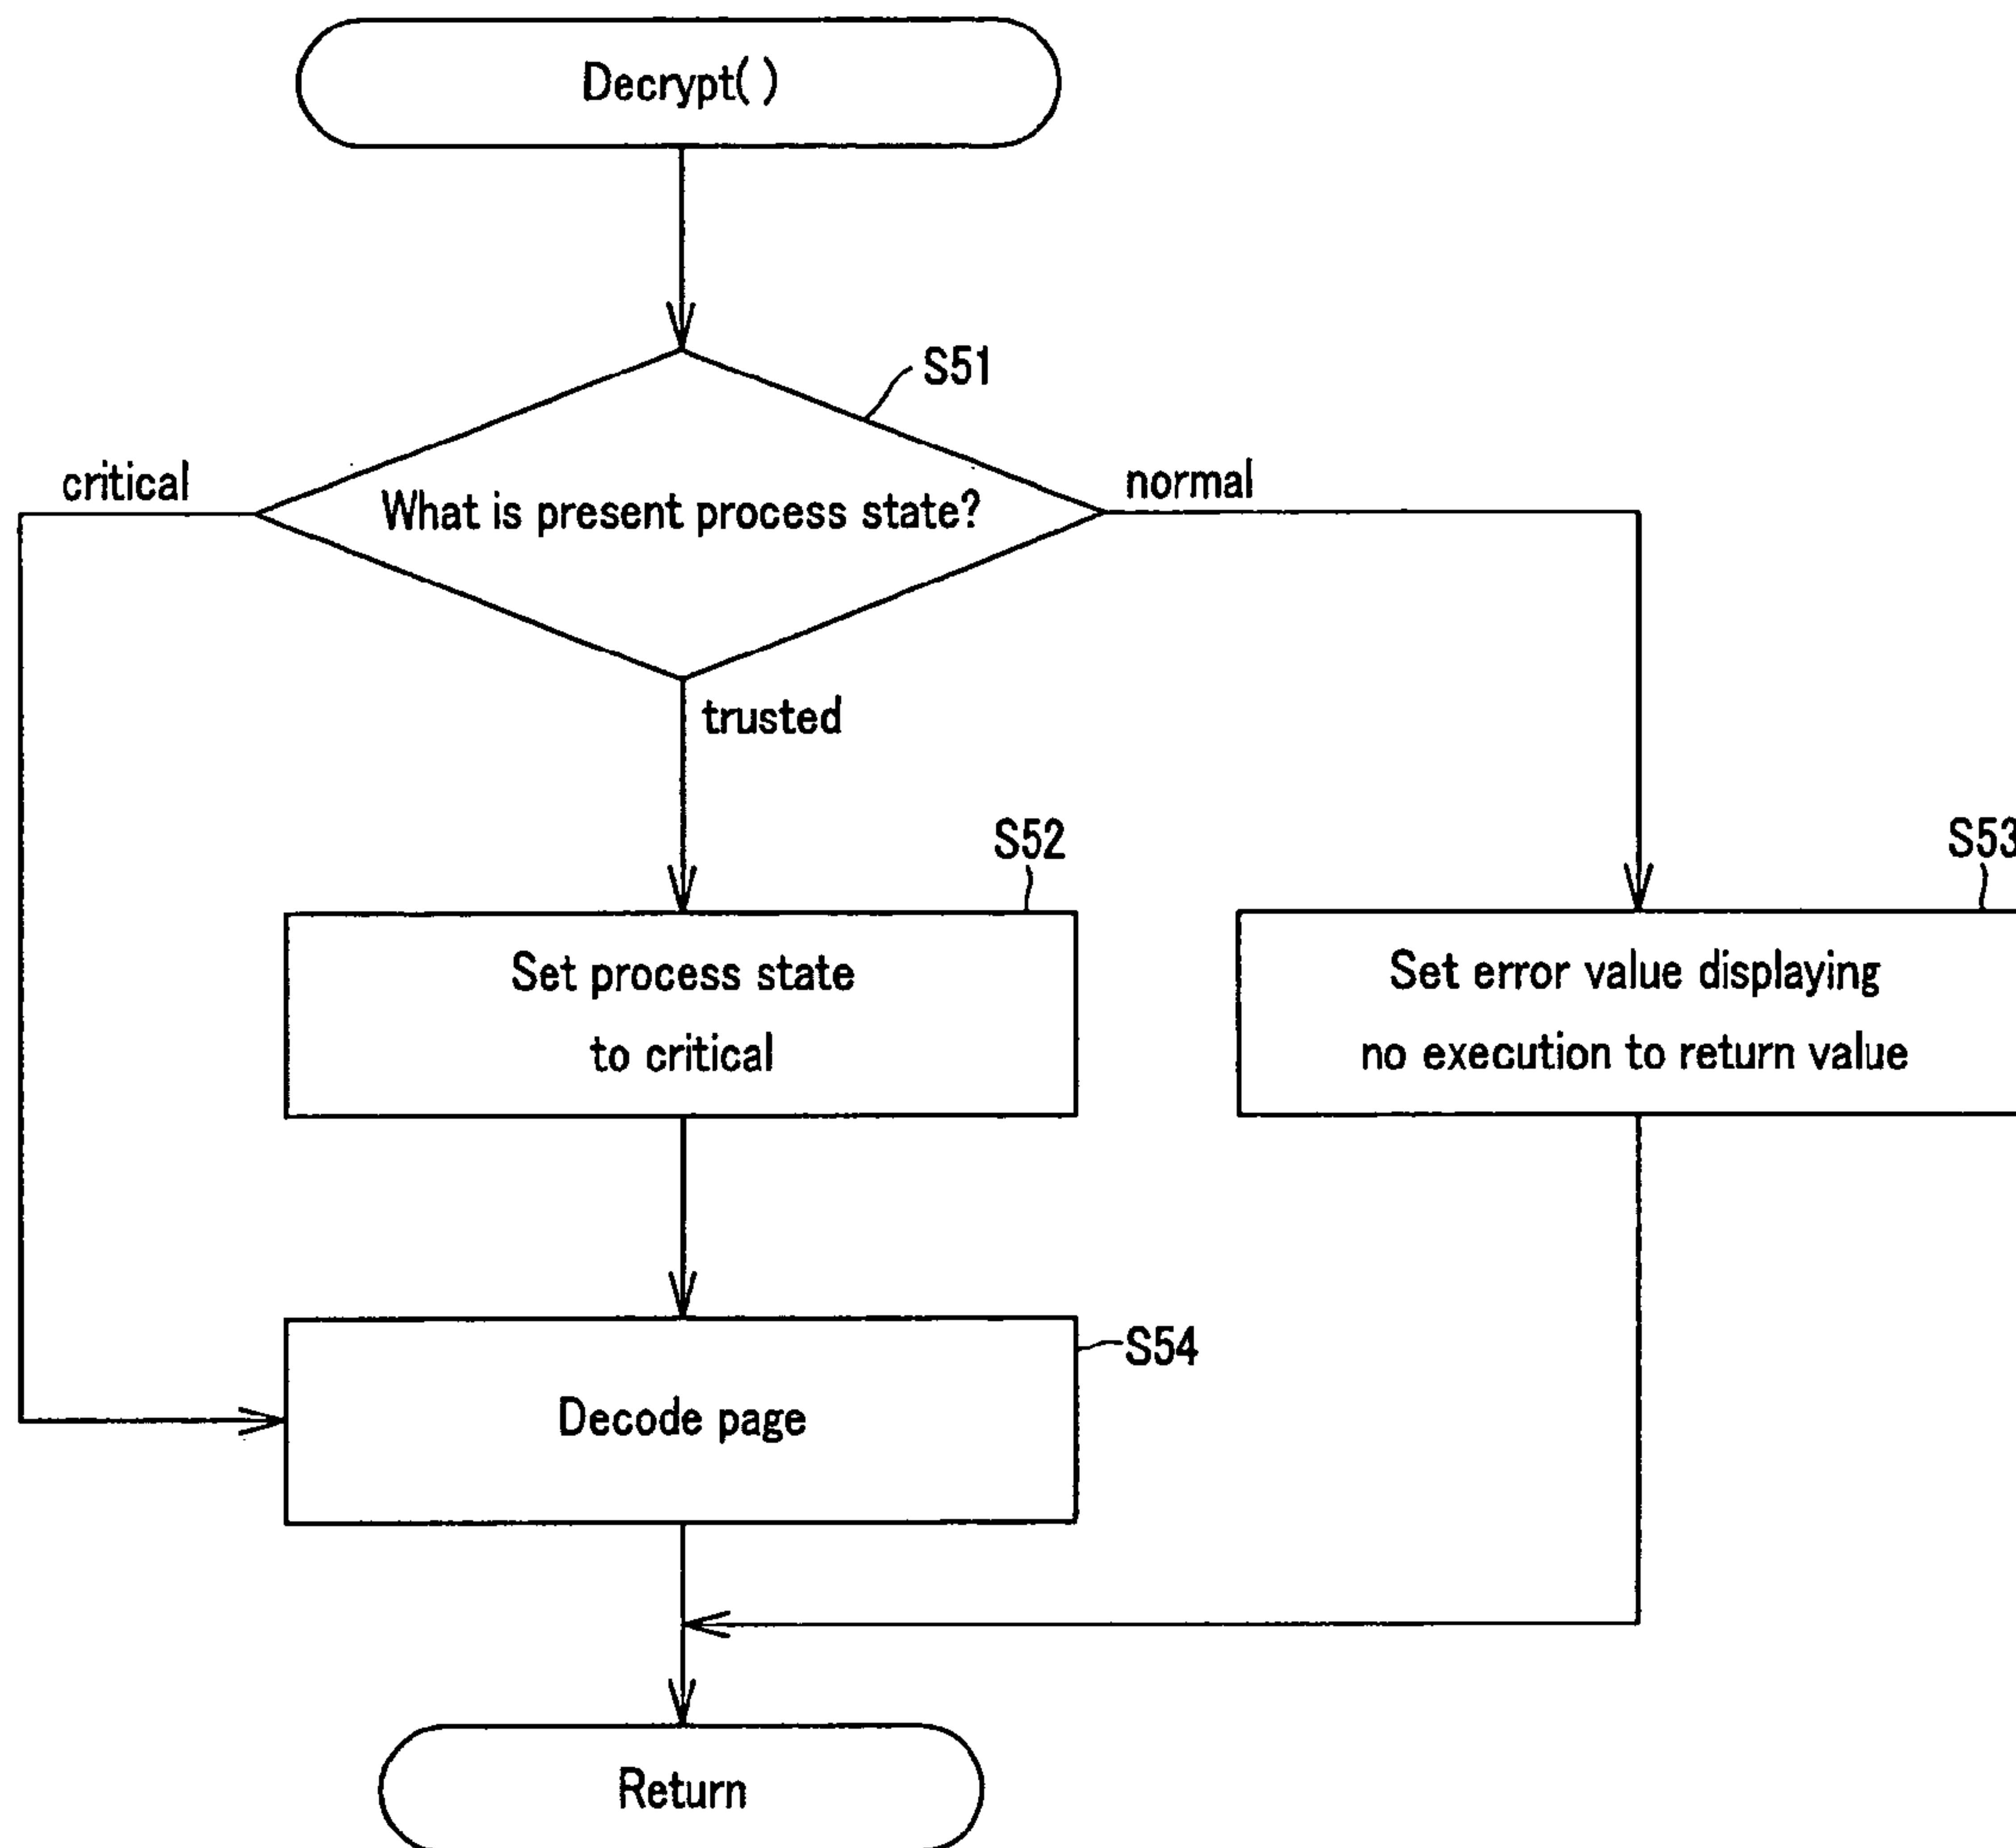 Decrypt( )
S51
critical
What is present process state?
normal
trusted
S52
S53
Set process state
to critical
Set error value displaying
no execution to return value
S54
Decode page
Return